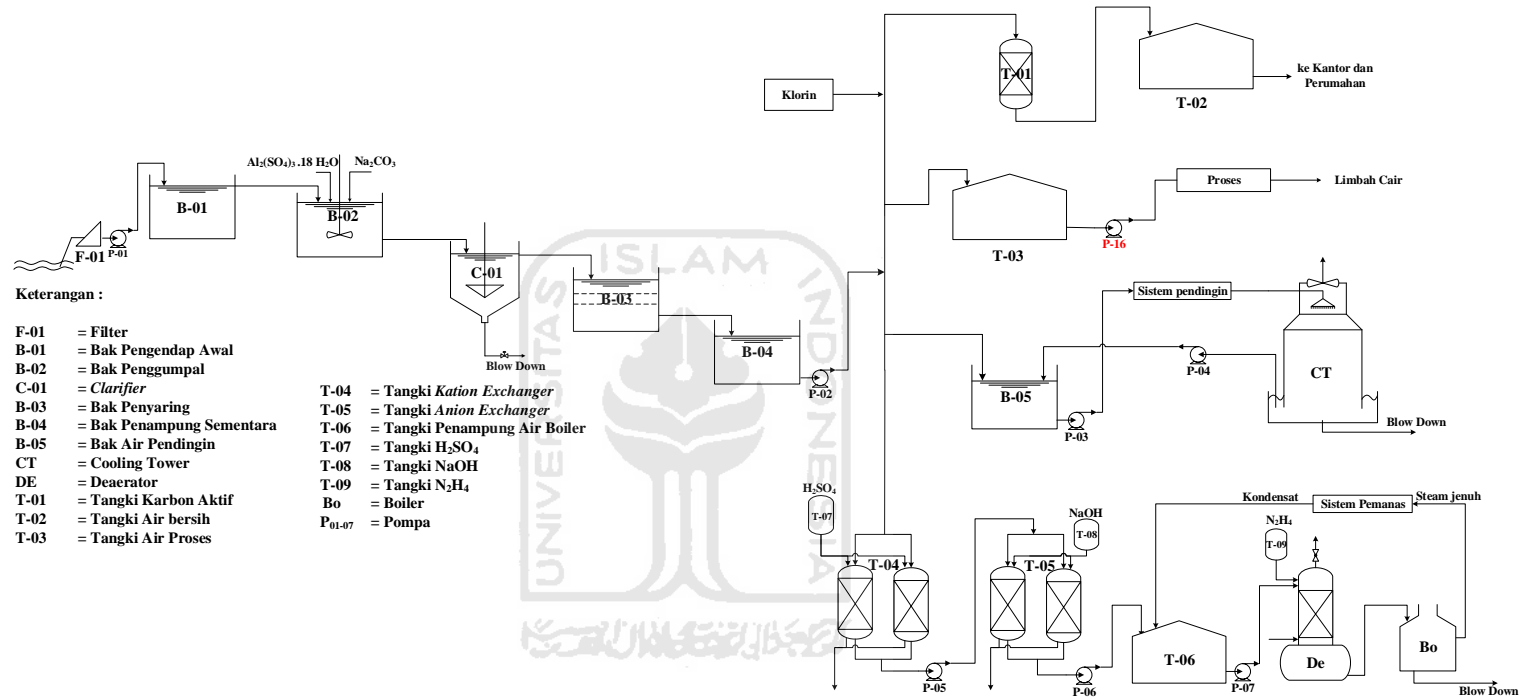 Klorin
T-01
T-02
ke Kantor dan
Perumahan
Al₂(SO₄)₃ .18 H₂O
Na₂CO₃
F-01
P-01
B-01
B-02
C-01
Blow Down
B-03
B-04
P-02
T-03
P-16
Proses
Limbah Cair
Sistem pendingin
B-05
P-03
P-04
CT
Blow Down
Keterangan :
F-01 = Filter
B-01 = Bak Pengendap Awal
B-02 = Bak Penggumpal
C-01 = Clarifier
B-03 = Bak Penyaring
B-04 = Bak Penampung Sementara
B-05 = Bak Air Pendingin
CT = Cooling Tower
DE = Deaerator
T-01 = Tangki Karbon Aktif
T-02 = Tangki Air bersih
T-03 = Tangki Air Proses
T-04 = Tangki Kation Exchanger
T-05 = Tangki Anion Exchanger
T-06 = Tangki Penampung Air Boiler
T-07 = Tangki H₂SO₄
T-08 = Tangki NaOH
T-09 = Tangki N₂H₄
Bo = Boiler
P₀₁₋₀₇ = Pompa
UNIVERSITAS
ISLAM
INDONESIA
H₂SO₄
T-07
T-04
P-05
NaOH
T-08
T-05
P-06
T-06
P-07
Kondensat
Sistem Pemanas
Steam jenuh
N₂H₄
T-09
De
Bo
Blow Down